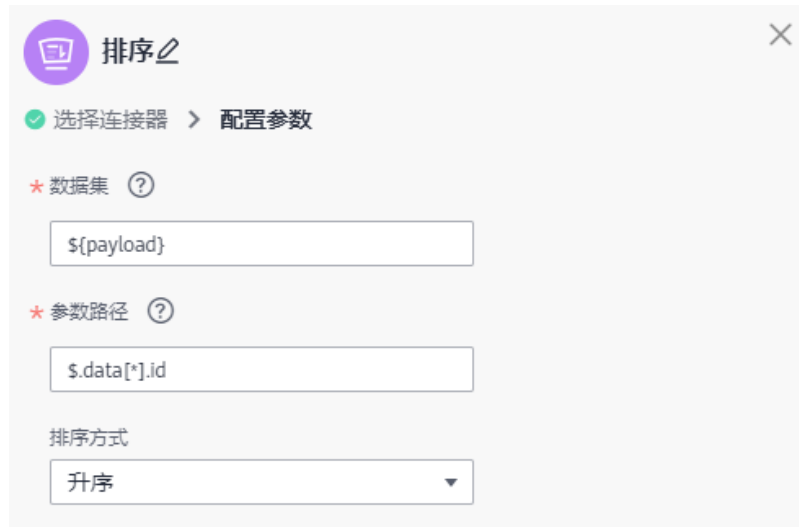 排序
选择连接器 > 配置参数
* 数据集 ?
${payload}
* 参数路径 ?
$.data[*].id
排序方式
升序